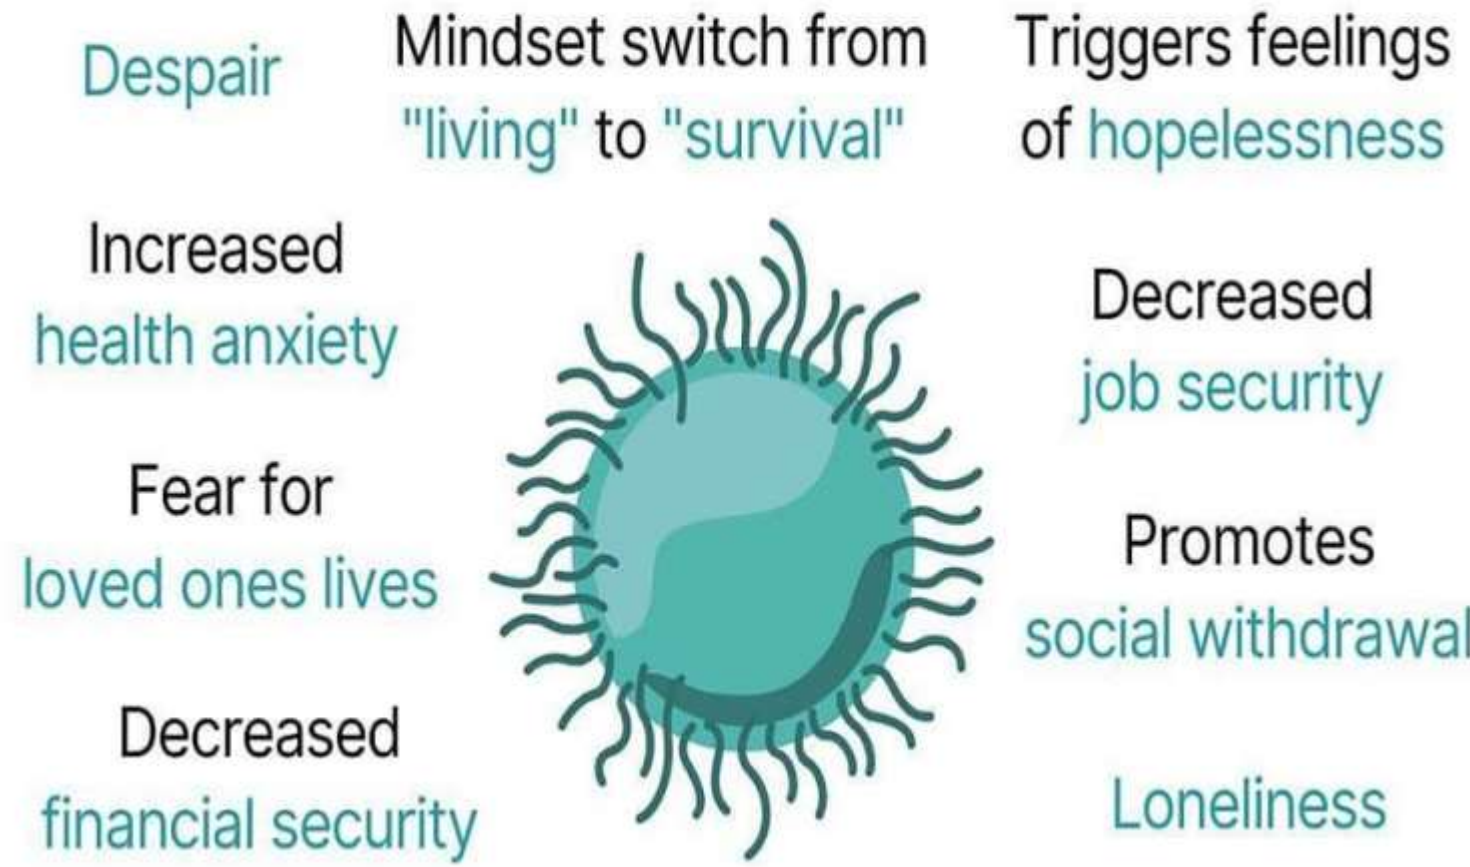 Despair
Mindset switch from
"living" to "survival"
Triggers feelings
of hopelessness
Increased
health anxiety
Decreased
job security
Fear for
loved ones lives
Promotes
social withdrawal
Decreased
financial security
Loneliness